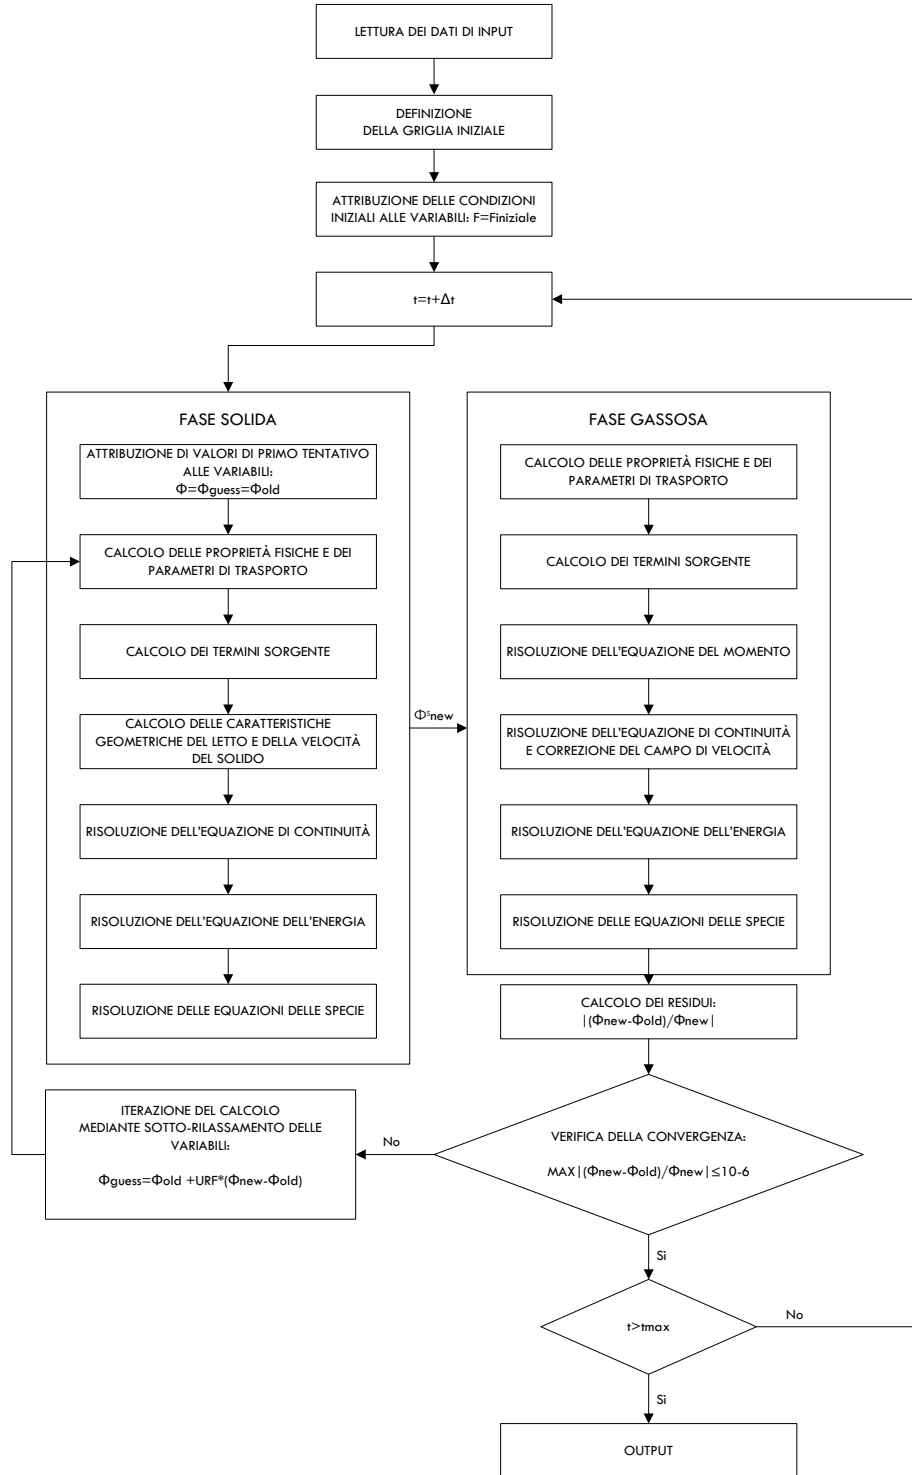 LETTURA DEI DATI DI INPUT
DEFINIZIONE
DELLA GRIGLIA INIZIALE
ATTRIBUZIONE DELLE CONDIZIONI
INIZIALI ALLE VARIABILI: F=Finiziale
t=t+Δt
FASE SOLIDA
ATTRIBUZIONE DI VALORI DI PRIMO TENTATIVO
ALLE VARIABILI:
Φ=Φguess=Φold
CALCOLO DELLE PROPRIETÀ FISICHE E DEI
PARAMETRI DI TRASPORTO
CALCOLO DEI TERMINI SORGENTE
CALCOLO DELLE CARATTERISTICHE
GEOMETRICHE DEL LETTO E DELLA VELOCITÀ
DEL SOLIDO
RISOLUZIONE DELL'EQUAZIONE DI CONTINUITÀ
RISOLUZIONE DELL'EQUAZIONE DELL'ENERGIA
RISOLUZIONE DELLE EQUAZIONI DELLE SPECIE
Φˢnew
FASE GASSOSA
CALCOLO DELLE PROPRIETÀ FISICHE E DEI
PARAMETRI DI TRASPORTO
CALCOLO DEI TERMINI SORGENTE
RISOLUZIONE DELL'EQUAZIONE DEL MOMENTO
RISOLUZIONE DELL'EQUAZIONE DI CONTINUITÀ
E CORREZIONE DEL CAMPO DI VELOCITÀ
RISOLUZIONE DELL'EQUAZIONE DELL'ENERGIA
RISOLUZIONE DELLE EQUAZIONI DELLE SPECIE
CALCOLO DEI RESIDUI:
|(Φnew-Φold)/Φnew|
VERIFICA DELLA CONVERGENZA:
MAX|(Φnew-Φold)/Φnew|≤10-6
No
ITERAZIONE DEL CALCOLO
MEDIANTE SOTTO-RILASSAMENTO DELLE
VARIABILI:
Φguess=Φold +URF*(Φnew-Φold)
Sì
t>tmax
No
Sì
OUTPUT